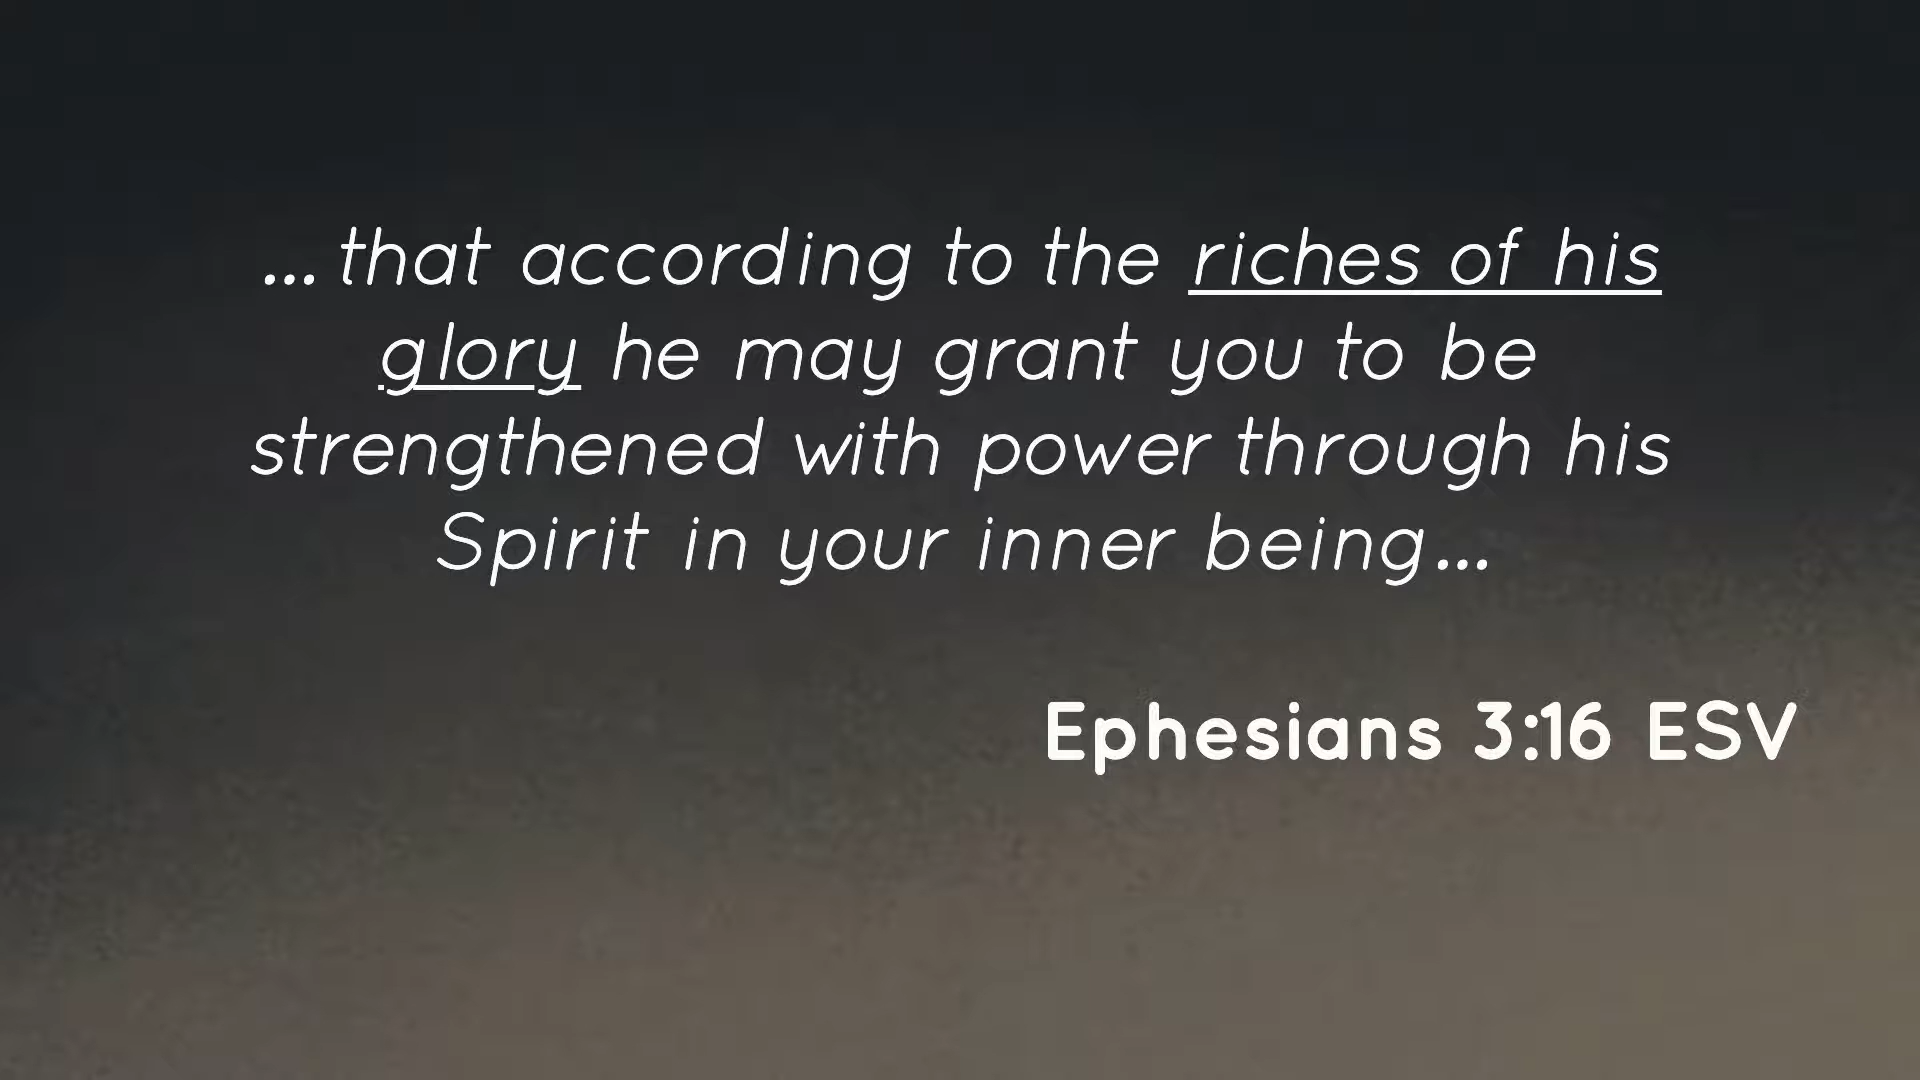 ... that according to the riches of his
glory he may grant you to be
strengthened with power through his
Spirit in your inner being...
Ephesians 3:16 ESV